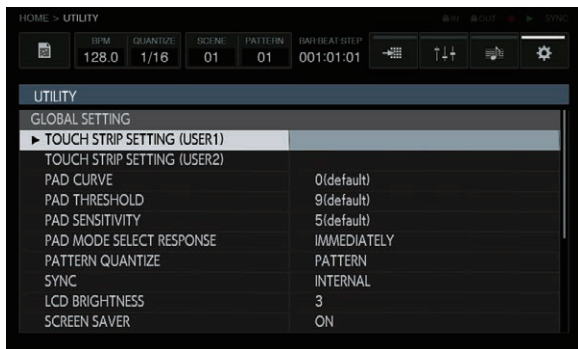 HOME > UTILITY
IN OUT SYNC
BPM QUANTIZE SCENE PATTERN BAR:BEAT:STEP
128.0 1/16 01 01 001:01:01
UTILITY
GLOBAL SETTING
► TOUCH STRIP SETTING (USER1)
TOUCH STRIP SETTING (USER2)
PAD CURVE 0(default)
PAD THRESHOLD 9(default)
PAD SENSITIVITY 5(default)
PAD MODE SELECT RESPONSE IMMEDIATELY
PATTERN QUANTIZE PATTERN
SYNC INTERNAL
LCD BRIGHTNESS 3
SCREEN SAVER ON